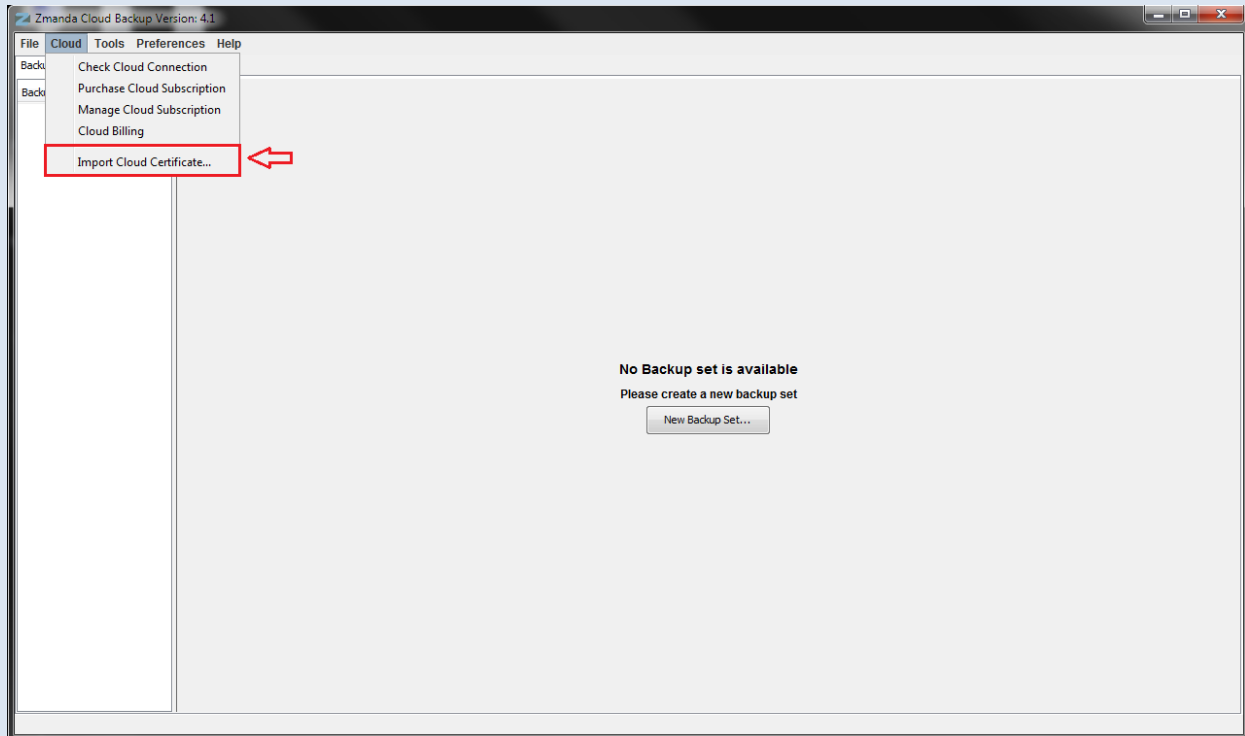 Zmanda Cloud Backup Version: 4.1
File Cloud Tools Preferences Help
Check Cloud Connection
Purchase Cloud Subscription
Manage Cloud Subscription
Cloud Billing
Import Cloud Certificate...
No Backup set is available
Please create a new backup set
New Backup Set...